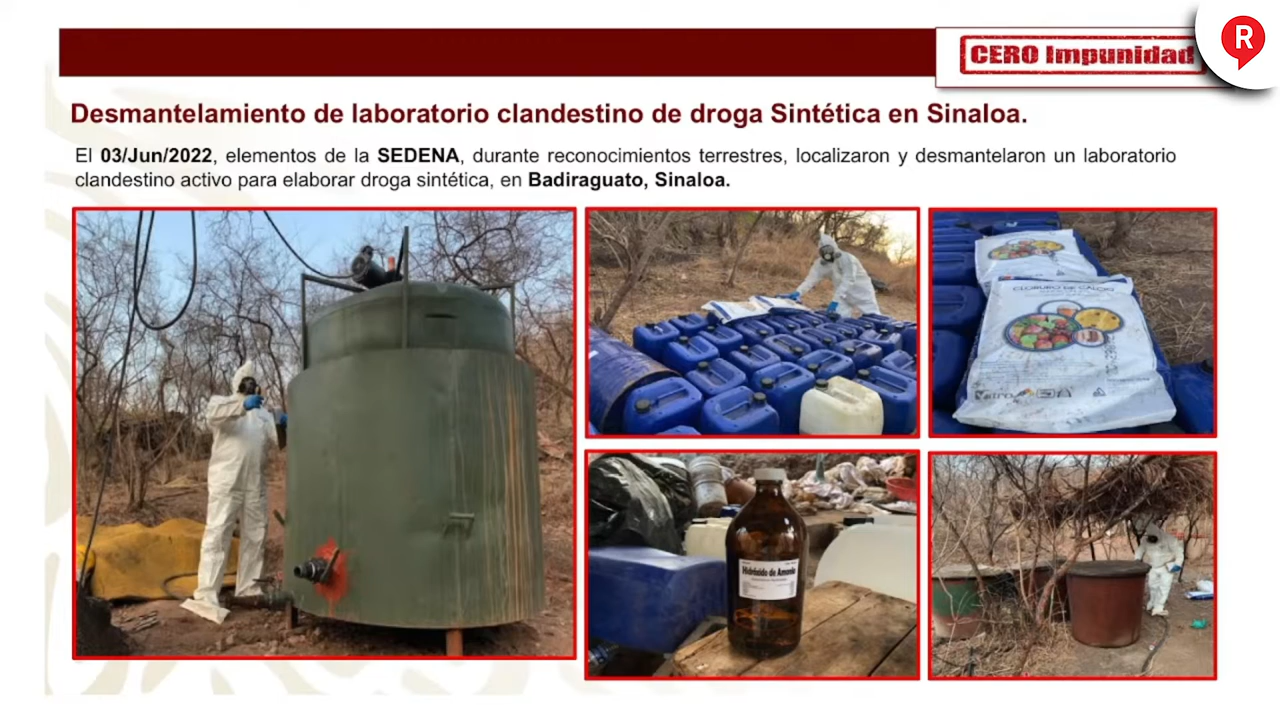 CERO Impunidad
R
Desmantelamiento de laboratorio clandestino de droga Sintética en Sinaloa.
El 03/Jun/2022, elementos de la SEDENA, durante reconocimientos terrestres, localizaron y desmantelaron un laboratorio
clandestino activo para elaborar droga sintética, en Badiraguato, Sinaloa.
CLORURO DE CALCIO
Hidróxido de Amonio